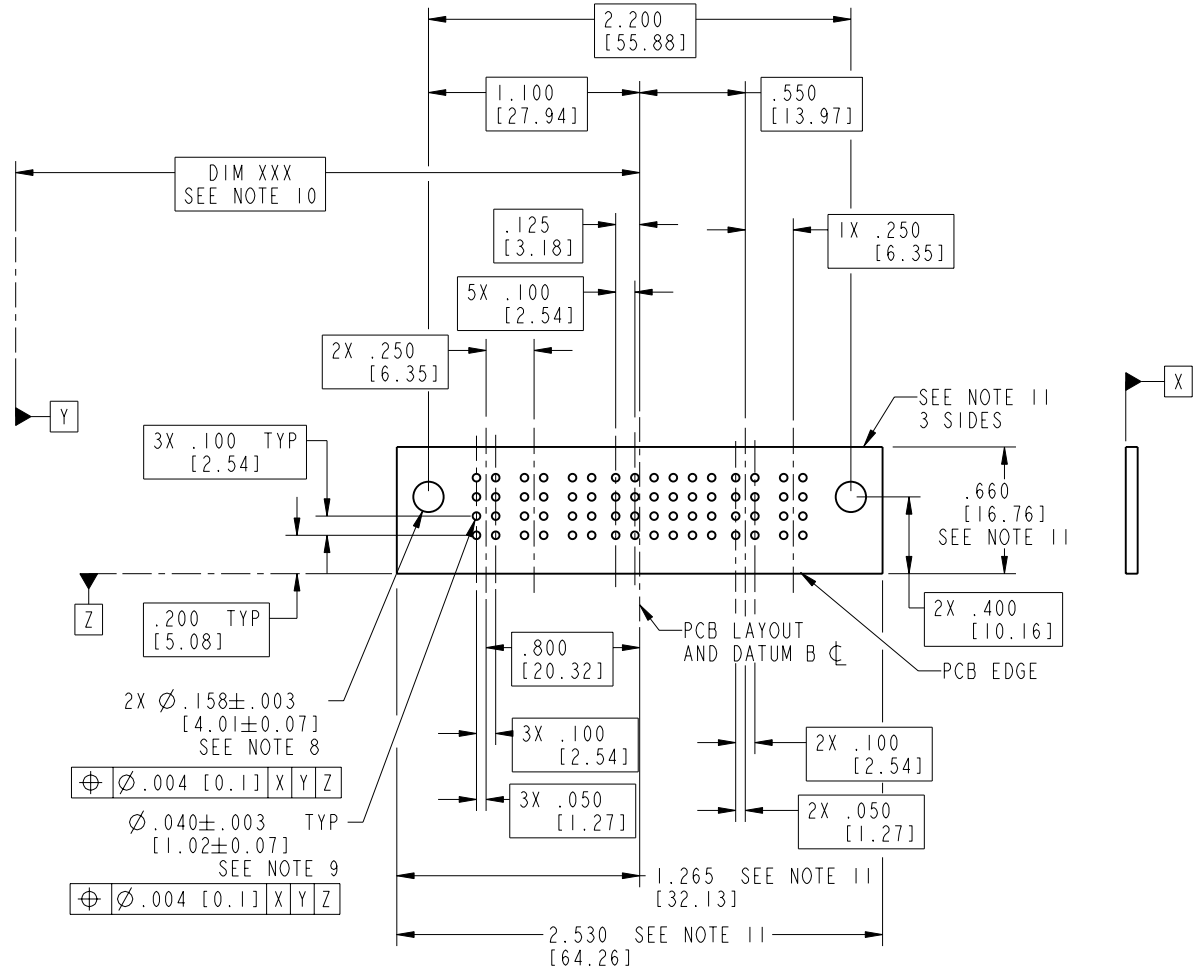 2.200
[55.88]
1.100
[27.94]
.550
[13.97]
DIM XXX
SEE NOTE 10
.125
[3.18]
1X .250
[6.35]
5X .100
[2.54]
2X .250
[6.35]
X
Y
SEE NOTE 11
3 SIDES
3X .100 TYP
[2.54]
.660
[16.76]
SEE NOTE 11
Z
.200 TYP
[5.08]
2X .400
[10.16]
PCB LAYOUT
AND DATUM B ℄
.800
[20.32]
PCB EDGE
2X Ø.158±.003
[4.01±0.07]
SEE NOTE 8
3X .100
[2.54]
2X .100
[2.54]
⌖ Ø.004 [0.1] X Y Z
3X .050
[1.27]
2X .050
[1.27]
Ø.040±.003 TYP
[1.02±0.07]
SEE NOTE 9
⌖ Ø.004 [0.1] X Y Z
1.265 SEE NOTE 11
[32.13]
2.530 SEE NOTE 11
[64.26]